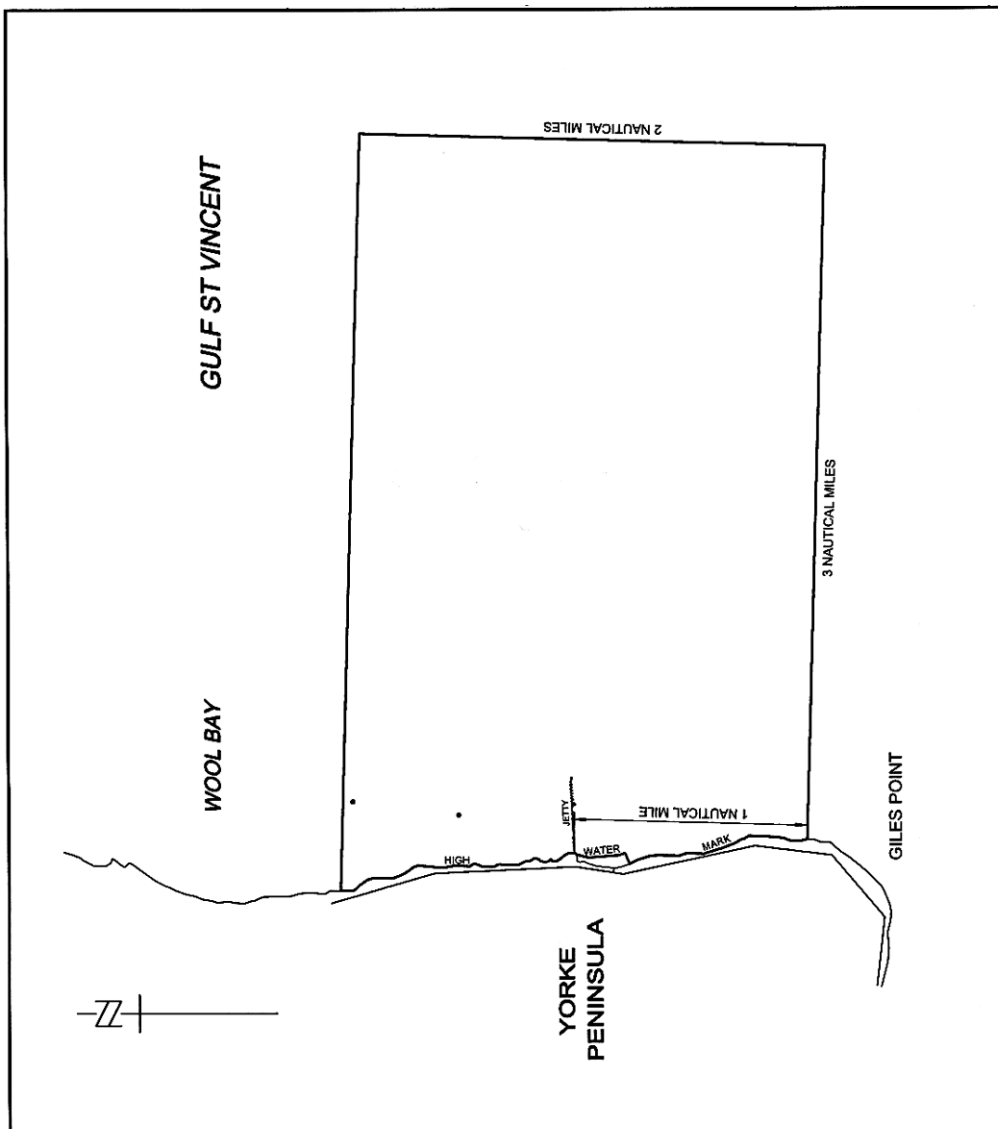 2 NAUTICAL MILES
GULF ST VINCENT
3 NAUTICAL MILES
WOOL BAY
JETTY
1 NAUTICAL MILE
HIGH WATER MARK
GILES POINT
YORKE
PENINSULA
N